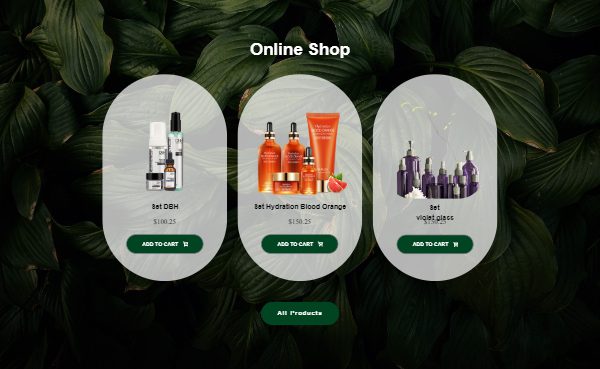 Online Shop
Set DBH
$100.25
ADD TO CART
Set Hydration Blood Orange
$150.25
ADD TO CART
Set
violet glass
ADD TO CART
All Products